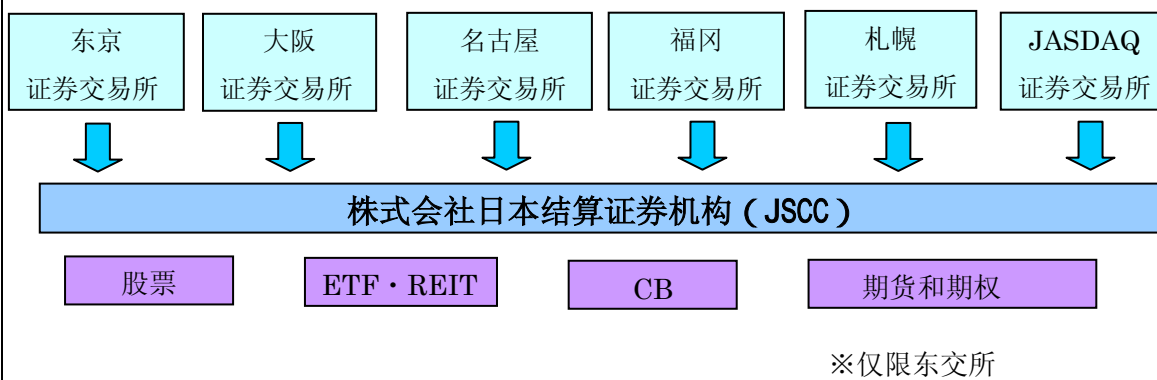 东京
证券交易所
大阪
证券交易所
名古屋
证券交易所
福冈
证券交易所
札幌
证券交易所
JASDAQ
证券交易所
株式会社日本结算证券机构（JSCC）
股票
ETF・REIT
CB
期货和期权
※仅限东交所